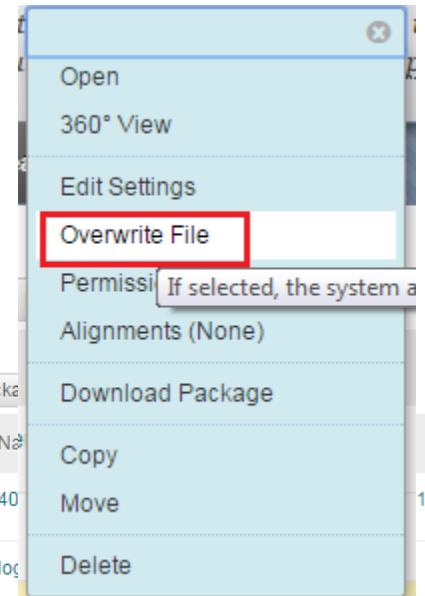 Open
360° View
Edit Settings
Overwrite File
Permissi
If selected, the system a
Alignments (None)
Download Package
Copy
Move
Delete